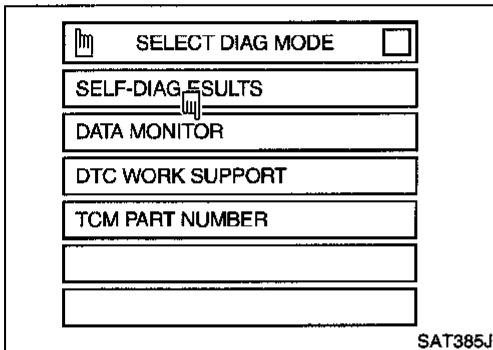 SELECT DIAG MODE
SELF-DIAG ESULTS
DATA MONITOR
DTC WORK SUPPORT
TCM PART NUMBER
SAT385J